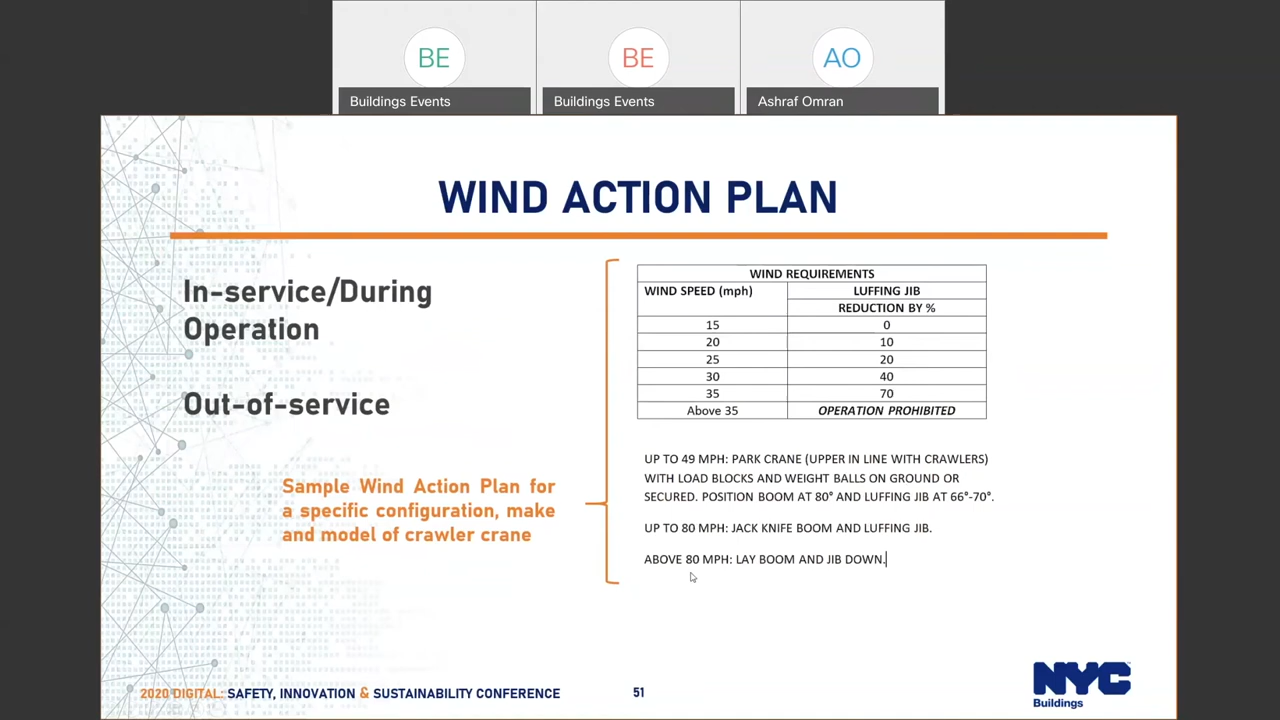 BE
BE
AO
Buildings Events
Buildings Events
Ashraf Omran
WIND ACTION PLAN
In-service/During
Operation
Out-of-service
Sample Wind Action Plan for
a specific configuration, make
and model of crawler crane
WIND REQUIREMENTS
WIND SPEED (mph) LUFFING JIB
REDUCTION BY %
15 0
20 10
25 20
30 40
35 70
Above 35 OPERATION PROHIBITED
UP TO 49 MPH: PARK CRANE (UPPER IN LINE WITH CRAWLERS)
WITH LOAD BLOCKS AND WEIGHT BALLS ON GROUND OR
SECURED. POSITION BOOM AT 80° AND LUFFING JIB AT 66°-70°.
UP TO 80 MPH: JACK KNIFE BOOM AND LUFFING JIB.
ABOVE 80 MPH: LAY BOOM AND JIB DOWN.
2020 DIGITAL: SAFETY, INNOVATION & SUSTAINABILITY CONFERENCE
51
NYC
Buildings